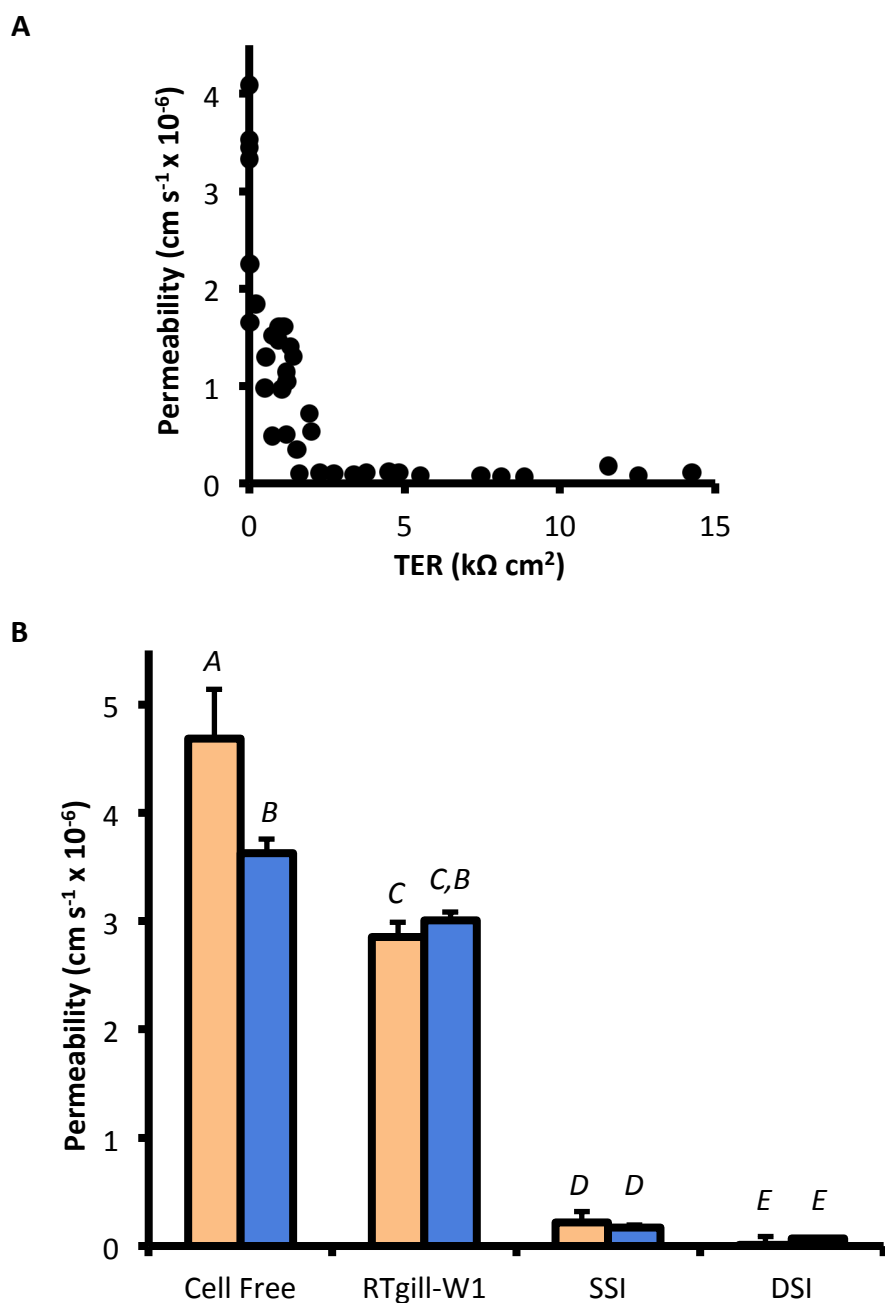 A
Permeability (cm s⁻¹ x 10⁻⁶)
4
3
2
1
0
0 5 10 15
TER (kΩ cm²)
B
Permeability (cm s⁻¹ x 10⁻⁶)
5
4
3
2
1
0
A
B
C
C,B
D
D
E
E
Cell Free RTgill-W1 SSI DSI